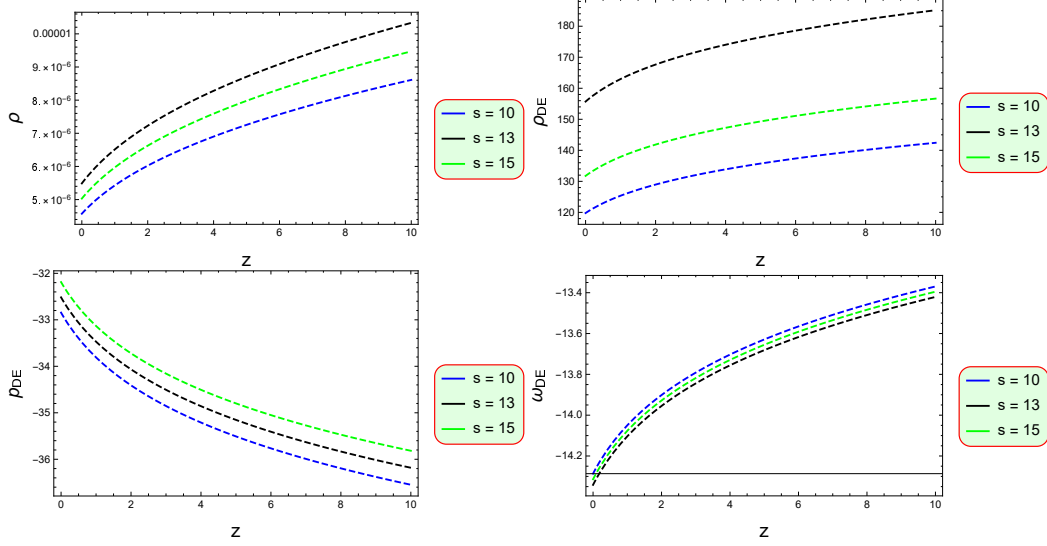 0.00001
9.×10⁻⁶
8.×10⁻⁶
7.×10⁻⁶
6.×10⁻⁶
5.×10⁻⁶
ρ
0 2 4 6 8 10
z
s = 10
s = 13
s = 15
180
170
160
150
140
130
120
ρDE
0 2 4 6 8 10
z
s = 10
s = 13
s = 15
-32
-33
-34
-35
-36
pDE
0 2 4 6 8 10
z
s = 10
s = 13
s = 15
-13.4
-13.6
-13.8
-14.0
-14.2
ωDE
0 2 4 6 8 10
z
s = 10
s = 13
s = 15